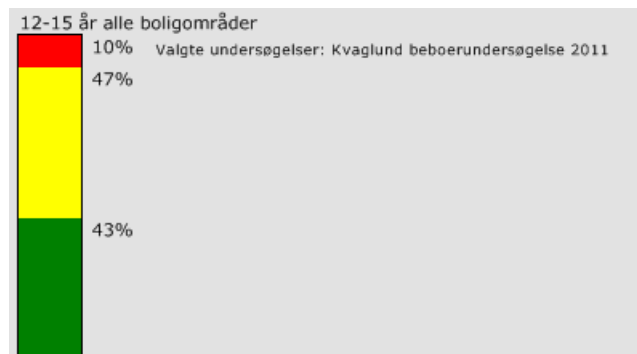 12-15 år alle boligområder
10% Valgte undersøgelser: Kvaglund beboerundersøgelse 2011
47%
43%